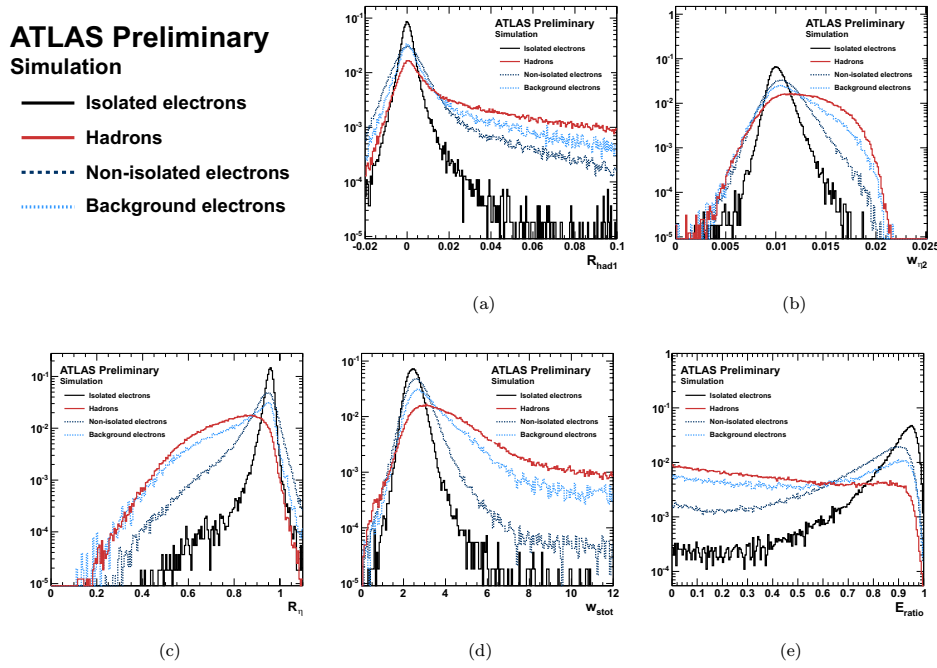 ATLAS Preliminary
Simulation
Isolated electrons
Hadrons
Non-isolated electrons
Background electrons
ATLAS Preliminary
Simulation
Isolated electrons
Hadrons
Non-isolated electrons
Background electrons
10^-1
10^-2
10^-3
10^-4
10^-5
-0.02 0 0.02 0.04 0.06 0.08 0.1
R_had1
(a)
ATLAS Preliminary
Simulation
Isolated electrons
Hadrons
Non-isolated electrons
Background electrons
1
10^-1
10^-2
10^-3
10^-4
10^-5
0 0.005 0.01 0.015 0.02 0.025
w_η2
(b)
ATLAS Preliminary
Simulation
Isolated electrons
Hadrons
Non-isolated electrons
Background electrons
10^-1
10^-2
10^-3
10^-4
10^-5
0 0.2 0.4 0.6 0.8 1
R_η
(c)
ATLAS Preliminary
Simulation
Isolated electrons
Hadrons
Non-isolated electrons
Background electrons
10^-1
10^-2
10^-3
10^-4
10^-5
0 2 4 6 8 10 12
w_stot
(d)
ATLAS Preliminary
Simulation
Isolated electrons
Hadrons
Non-isolated electrons
Background electrons
1
10^-1
10^-2
10^-3
10^-4
0 0.1 0.2 0.3 0.4 0.5 0.6 0.7 0.8 0.9 1
E_ratio
(e)